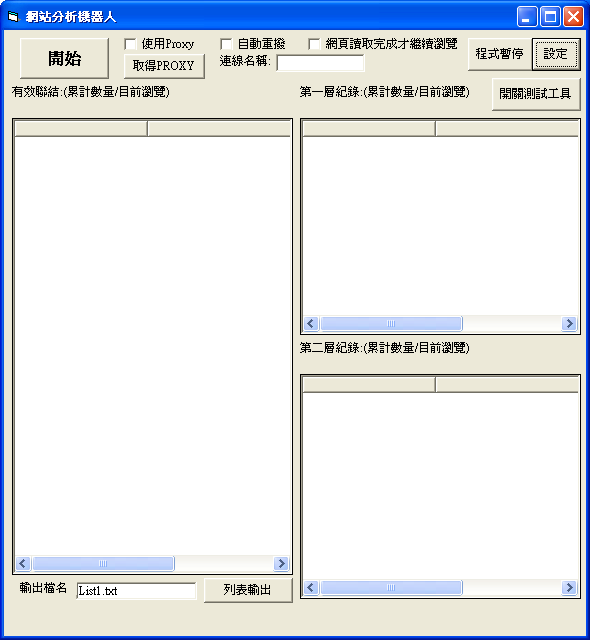 網站分析機器人
開始
使用Proxy
自動重撥
網頁讀取完成才繼續瀏覽
程式暫停
設定
取得PROXY
連線名稱:
有效聯結:(累計數量/目前瀏覽)
第一層紀錄:(累計數量/目前瀏覽)
開關測試工具
第二層紀錄:(累計數量/目前瀏覽)
輸出檔名
List1.txt
列表輸出